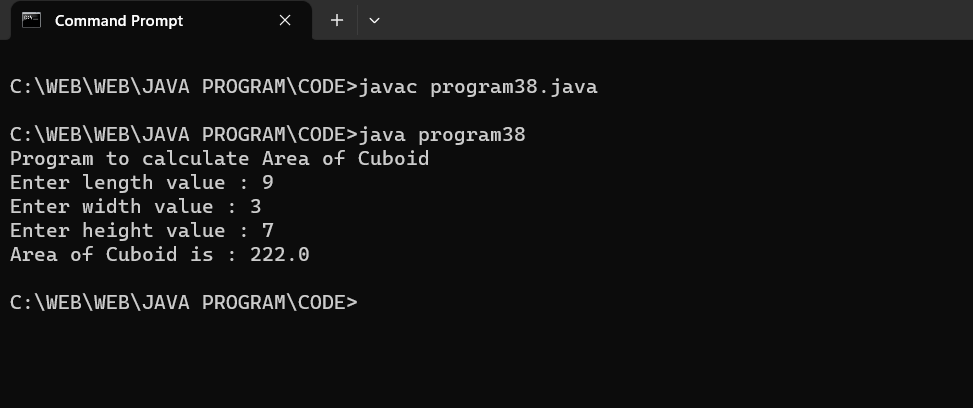 Command Prompt
C:\WEB\WEB\JAVA PROGRAM\CODE>javac program38.java
C:\WEB\WEB\JAVA PROGRAM\CODE>java program38
Program to calculate Area of Cuboid
Enter length value : 9
Enter width value : 3
Enter height value : 7
Area of Cuboid is : 222.0
C:\WEB\WEB\JAVA PROGRAM\CODE>